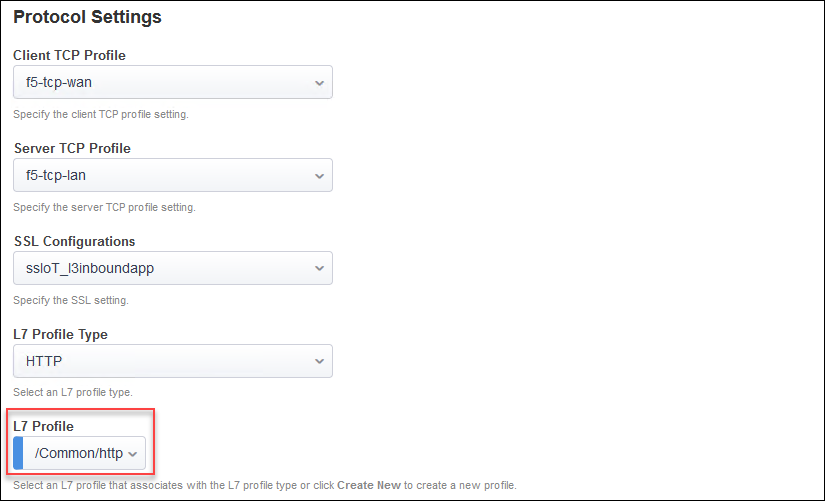 Protocol Settings
Client TCP Profile
f5-tcp-wan
Specify the client TCP profile setting.
Server TCP Profile
f5-tcp-lan
Specify the server TCP profile setting.
SSL Configurations
ssloT_l3inboundapp
Specify the SSL setting.
L7 Profile Type
HTTP
Select an L7 profile type.
L7 Profile
/Common/http
Select an L7 profile that associates with the L7 profile type or click Create New to create a new profile.